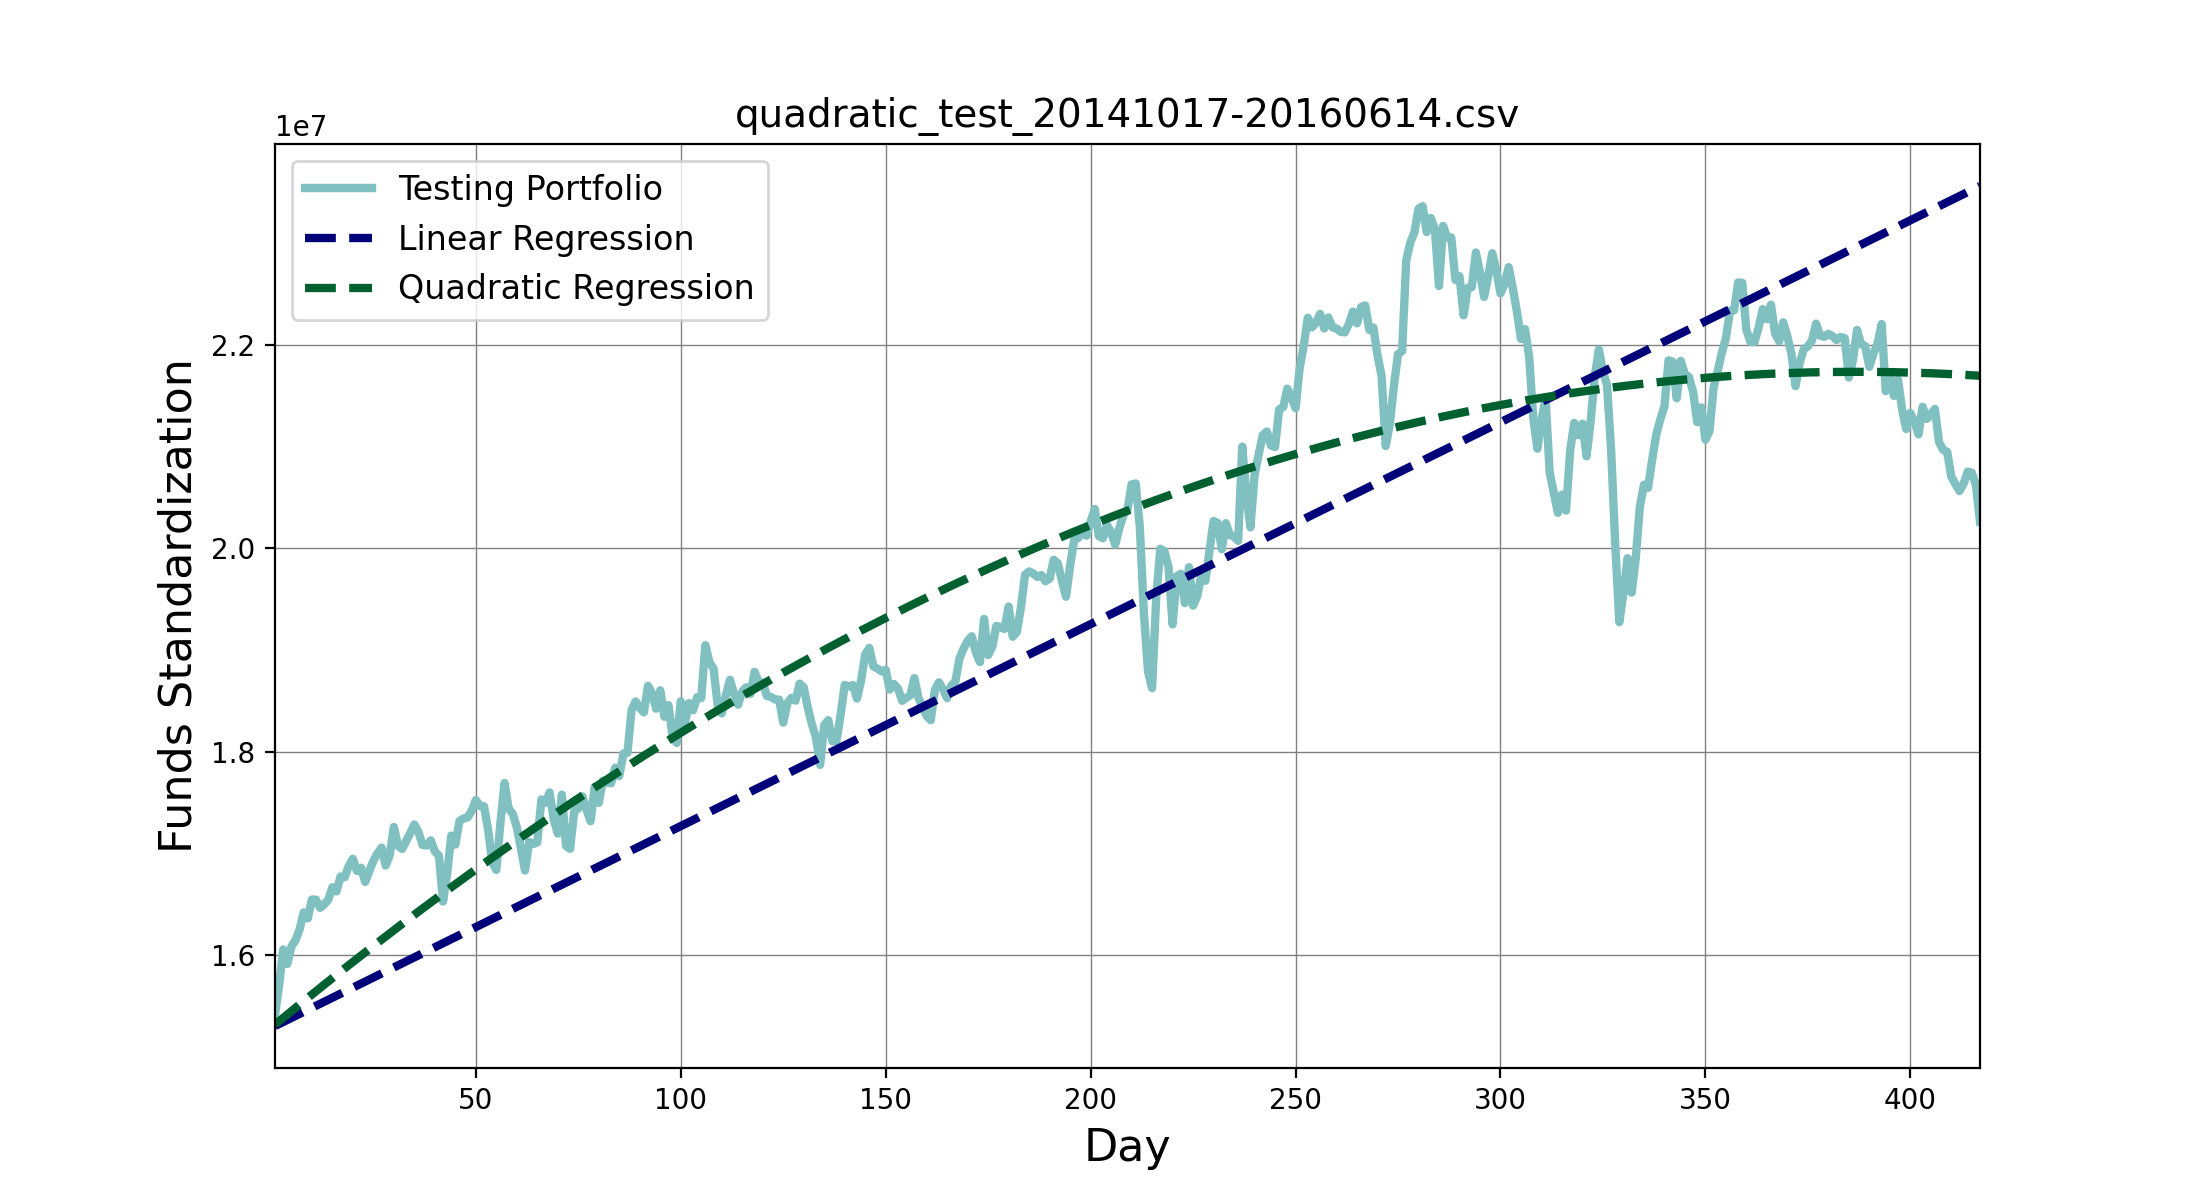 quadratic_test_20141017-20160614.csv
1e7
Testing Portfolio
Linear Regression
Quadratic Regression
Funds Standardization
2.2
2.0
1.8
1.6
50 100 150 200 250 300 350 400
Day